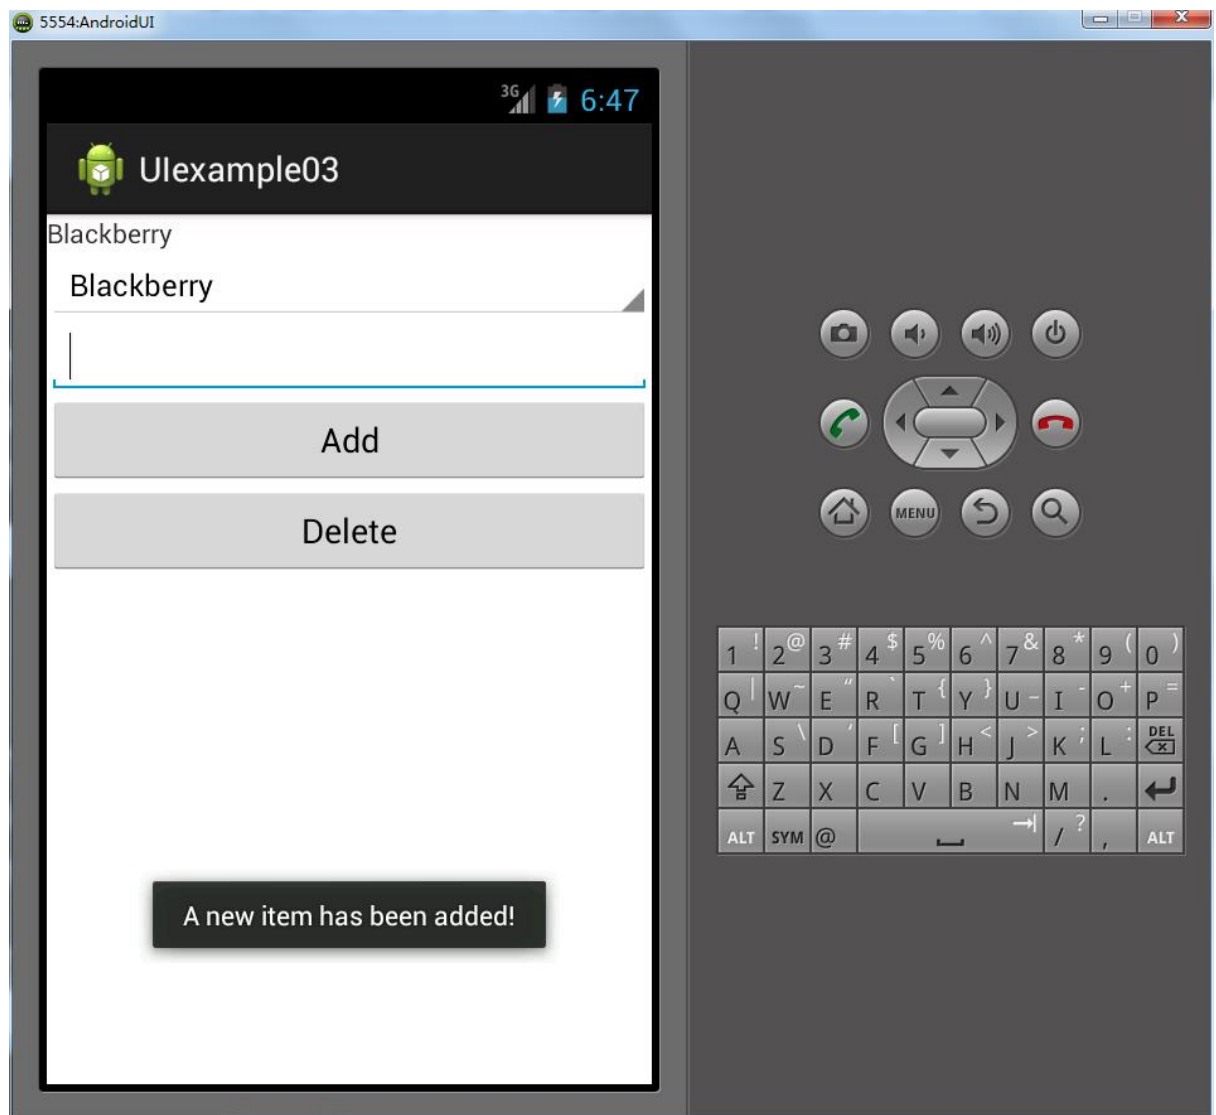 5554:AndroidUI
3G 6:47
UIexample03
Blackberry
Blackberry
Add
Delete
A new item has been added!
MENU
1 ! 2 @ 3 # 4 $ 5 % 6 ^ 7 & 8 * 9 ( 0 )
Q | W ~ E “ R ` T { Y } U _ I - O + P =
A S \ D ‘ F [ G ] H < J > K ; L : DEL
Z X C V B N M .
ALT SYM @ / ? , ALT